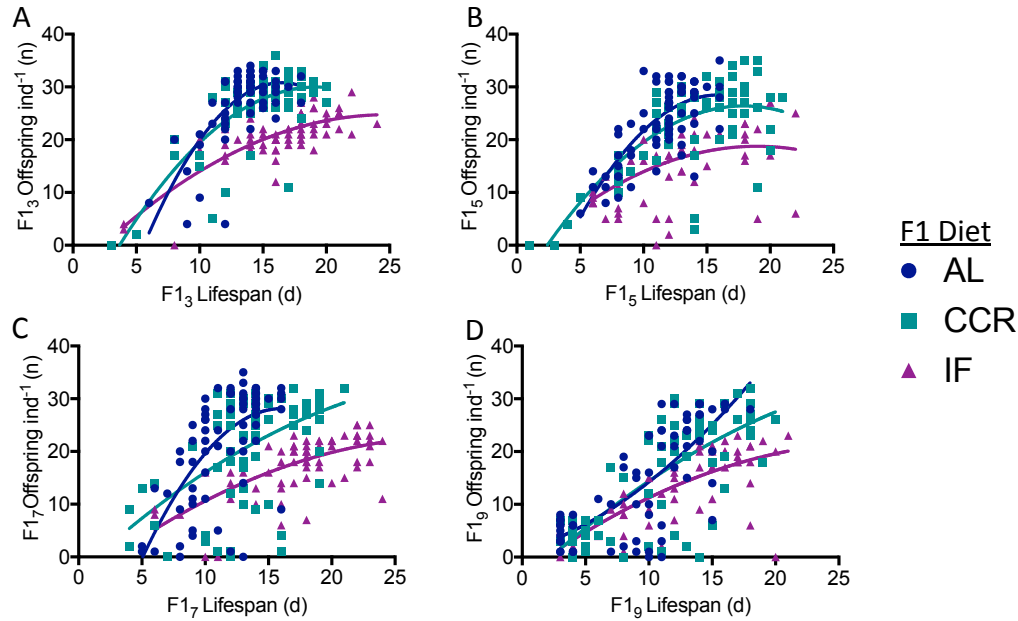 A
40
30
20
10
0
0 5 10 15 20 25
F1₃ Offspring ind⁻¹ (n)
F1₃ Lifespan (d)
B
40
30
20
10
0
0 5 10 15 20 25
F1₅ Offspring ind⁻¹ (n)
F1₅ Lifespan (d)
F1 Diet
AL
CCR
IF
C
40
30
20
10
0
0 5 10 15 20 25
F1₇ Offspring ind⁻¹ (n)
F1₇ Lifespan (d)
D
40
30
20
10
0
0 5 10 15 20 25
F1₉ Offspring ind⁻¹ (n)
F1₉ Lifespan (d)